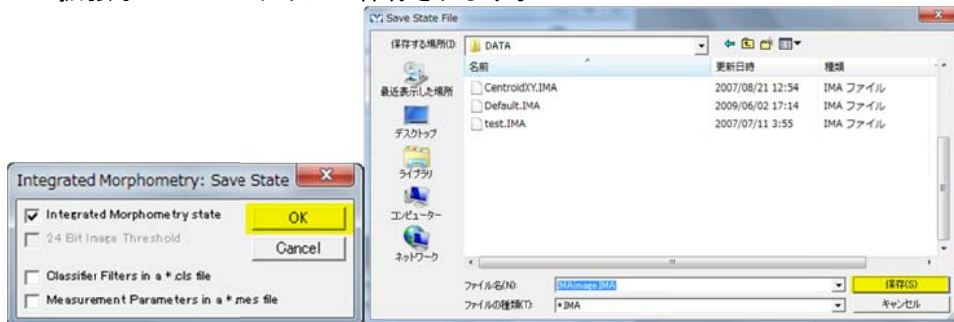 Save State File
保存する場所(I):
DATA
名前
更新日時
種類
CentroidXY.IMA
2007/08/21 12:54
IMA ファイル
Default.IMA
2009/06/02 17:14
IMA ファイル
test.IMA
2007/07/11 3:55
IMA ファイル
最近表示した場所
デスクトップ
ライブラリ
コンピューター
ネットワーク
ファイル名(N):
IMAimage.IMA
保存(S)
ファイルの種類(T):
*.IMA
キャンセル
Integrated Morphometry: Save State
Integrated Morphometry state
OK
24 Bit Image Threshold
Cancel
Classifier Filters in a *.cls file
Measurement Parameters in a *.mes file